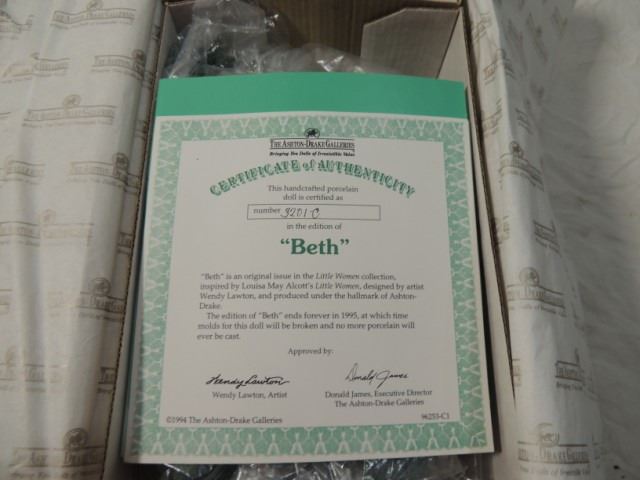 THE ASHTON-DRAKE GALLERIES
Bringing You Dolls of Irresistible Value
CERTIFICATE of AUTHENTICITY
This handcrafted porcelain
doll is certified as
number 3201-C
in the edition of
"Beth"
"Beth" is an original issue in the Little Women collection,
inspired by Louisa May Alcott's Little Women, designed by artist
Wendy Lawton, and produced under the hallmark of Ashton-
Drake.
The edition of "Beth" ends forever in 1995, at which time
molds for this doll will be broken and no more porcelain will
ever be cast.
Approved by:
Wendy Lawton
Donald James
Wendy Lawton, Artist
Donald James, Executive Director
The Ashton-Drake Galleries
©1994 The Ashton-Drake Galleries
96253-C1